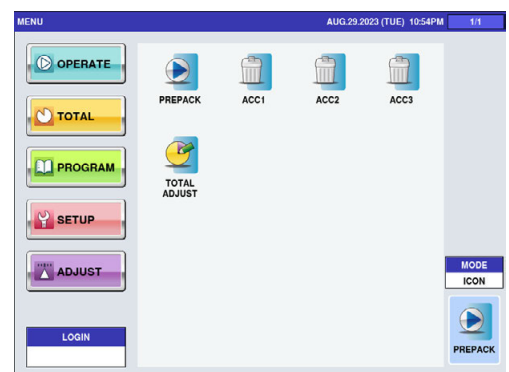 MENU
AUG.29.2023 (TUE) 10:54PM
1/1
OPERATE
TOTAL
PROGRAM
SETUP
ADJUST
LOGIN
PREPACK
ACC1
ACC2
ACC3
TOTAL
ADJUST
MODE
ICON
PREPACK